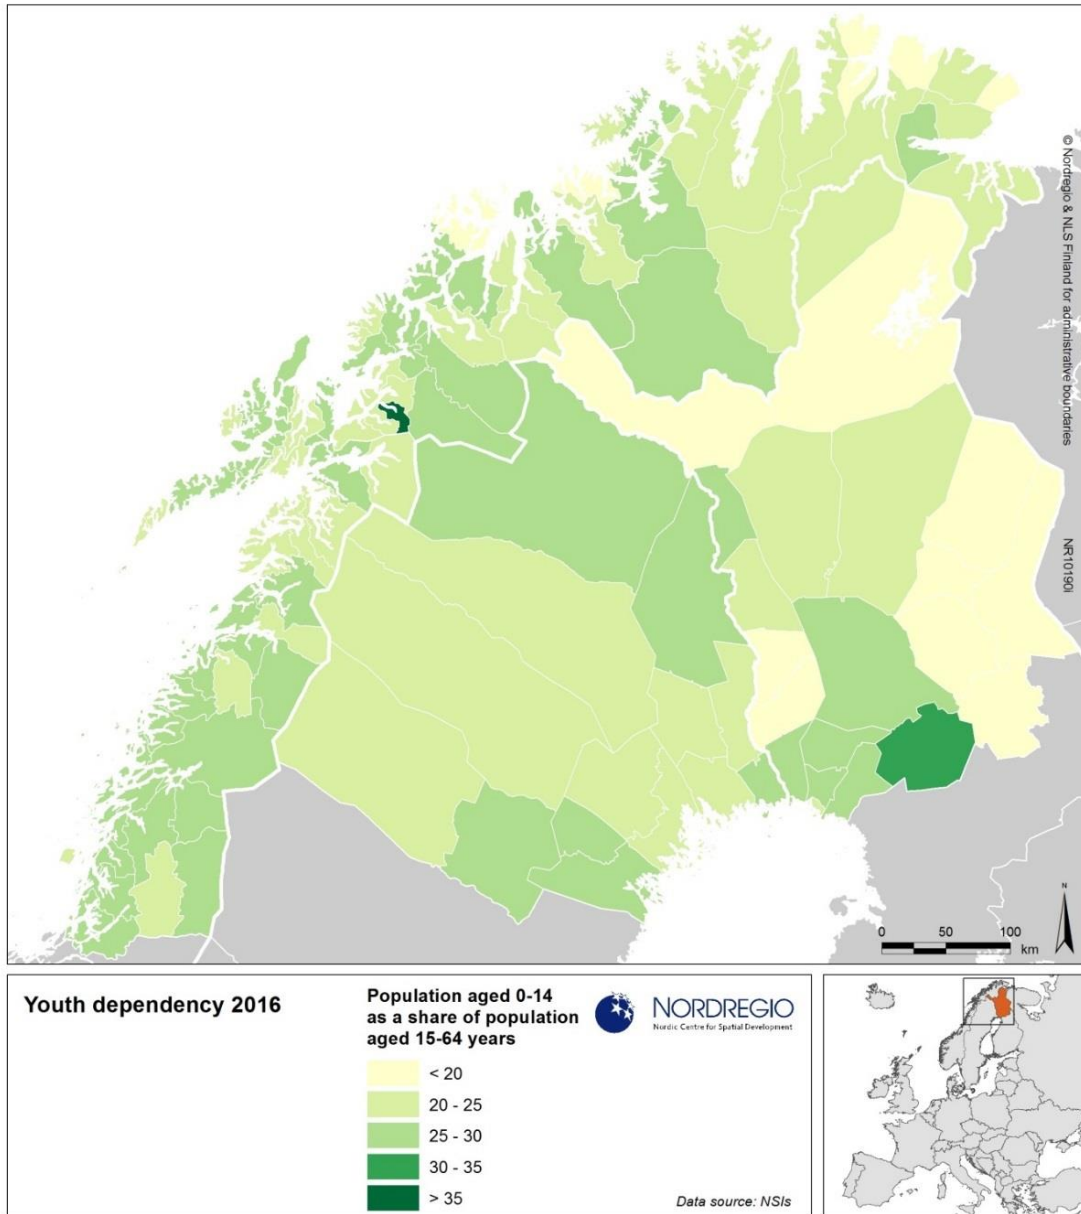 © Nordregio & NLS Finland for administrative boundaries
NR10190i
N
0 50 100
km
Youth dependency 2016
Population aged 0-14
as a share of population
aged 15-64 years
< 20
20 - 25
25 - 30
30 - 35
> 35
NORDREGIO
Nordic Centre for Spatial Development
Data source: NSIs